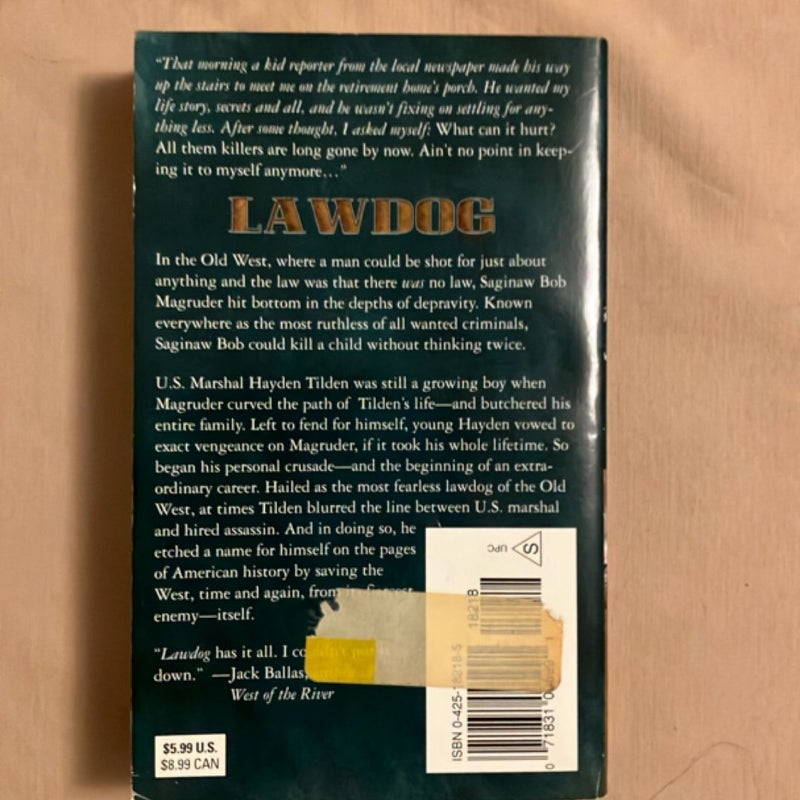 "That morning a kid reporter from the local newspaper made his way
up the stairs to meet me on the retirement home's porch. He wanted my
life story, secrets and all, and he wasn't fixing on settling for any-
thing less. After some thought, I asked myself: What can it hurt?
All them killers are long gone by now. Ain't no point in keep-
ing it to myself anymore..."
LAWDOG
In the Old West, where a man could be shot for just about
anything and the law was that there was no law, Saginaw Bob
Magruder hit bottom in the depths of depravity. Known
everywhere as the most ruthless of all wanted criminals,
Saginaw Bob could kill a child without thinking twice.
U.S. Marshal Hayden Tilden was still a growing boy when
Magruder curved the path of Tilden's life—and butchered his
entire family. Left to fend for himself, young Hayden vowed to
exact vengeance on Magruder, if it took his whole lifetime. So
began his personal crusade—and the beginning of an extra-
ordinary career. Hailed as the most fearless lawdog of the Old
West, at times Tilden blurred the line between U.S. marshal
and hired assassin. And in doing so, he
etched a name for himself on the pages
of American history by saving the
West, time and again, from its fiercest
enemy—itself.
"Lawdog has it all. I couldn't put it
down." —Jack Ballas,
West of the River
$5.99 U.S.
$8.99 CAN
UPC
S
18218
ISBN 0-425-18218-5
0 71831